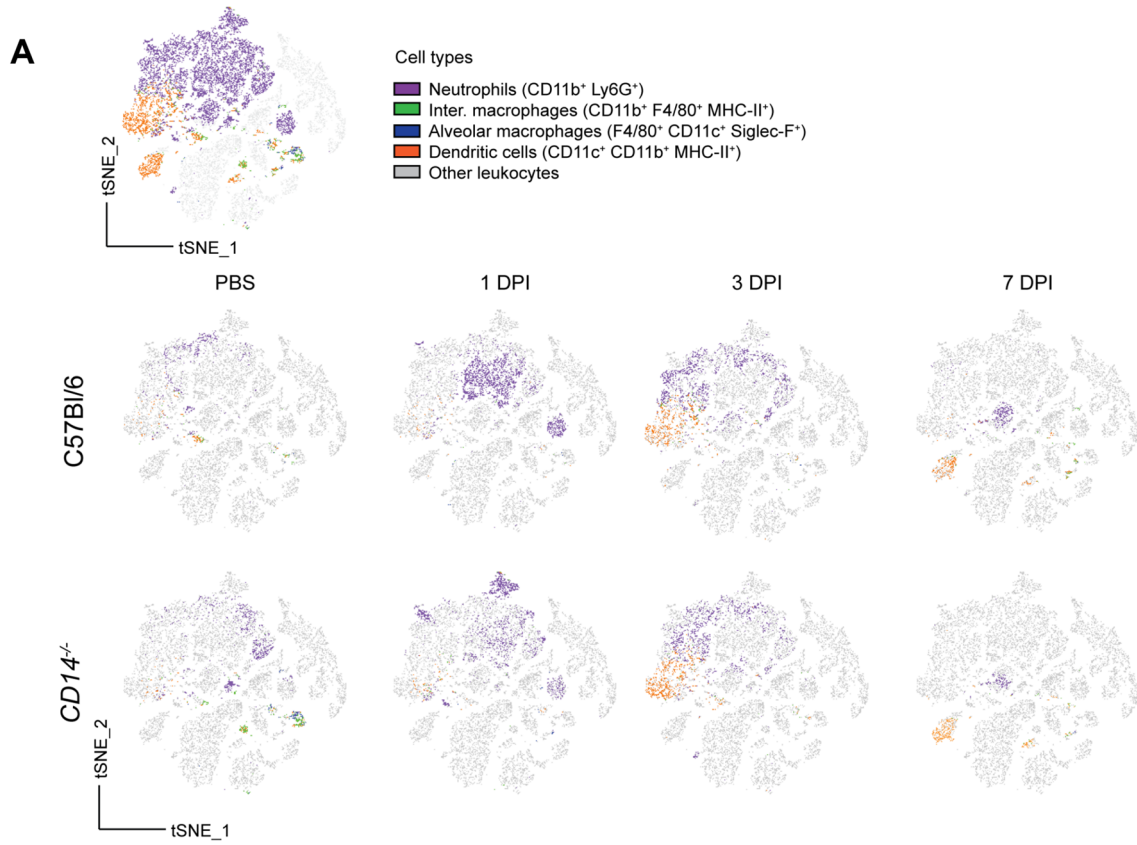 A
Cell types
Neutrophils (CD11b⁺ Ly6G⁺)
Inter. macrophages (CD11b⁺ F4/80⁺ MHC-II⁺)
Alveolar macrophages (F4/80⁺ CD11c⁺ Siglec-F⁺)
Dendritic cells (CD11c⁺ CD11b⁺ MHC-II⁺)
Other leukocytes
tSNE_2
tSNE_1
PBS
1 DPI
3 DPI
7 DPI
C57Bl/6
CD14⁻/⁻
tSNE_2
tSNE_1